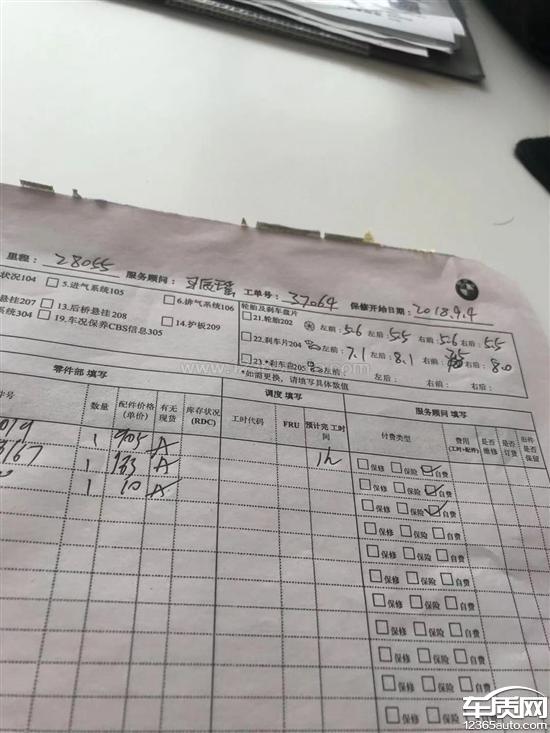 里程: 28055 服务顾问: 工单号: 37064 保修开始日期: 2018.9.4
状况104 5.进气系统105 6.排气系统106 轮胎及刹车盘片
21.轮胎202 左前: 5.6 左后: 5.5 右前: 5.6 右后: 5.5
悬挂207 13.后桥悬挂208 14.护板209 22.刹车片204 左前: 7.1 左后: 8.1 右前: 右后: 8.0
系统304 19.车况保养CBS信息305 23.*刹车盘205 左前: 左后: 右前: 右后:
*如需更换,请填写具体数值
零件部 填写 调度 填写 服务顾问 填写
件号 数量 配件价格(单价) 有无现货 库存状况(RDC) 工时代码 FRU 预计完工时间 付费类型 费用(工时+配件) 是否维修 是否订货 旧件是否保留
019 1 905 A 1h 保修 保险 自费
367 1 A 保修 保险 自费
1 10 A 保修 保险 自费
保修 保险 自费
保修 保险 自费
保修 保险 自费
保修 保险 自费
保修 保险 自费
保修 保险 自费
保修 保险 自费
保修 保险
车质网
12365auto.com